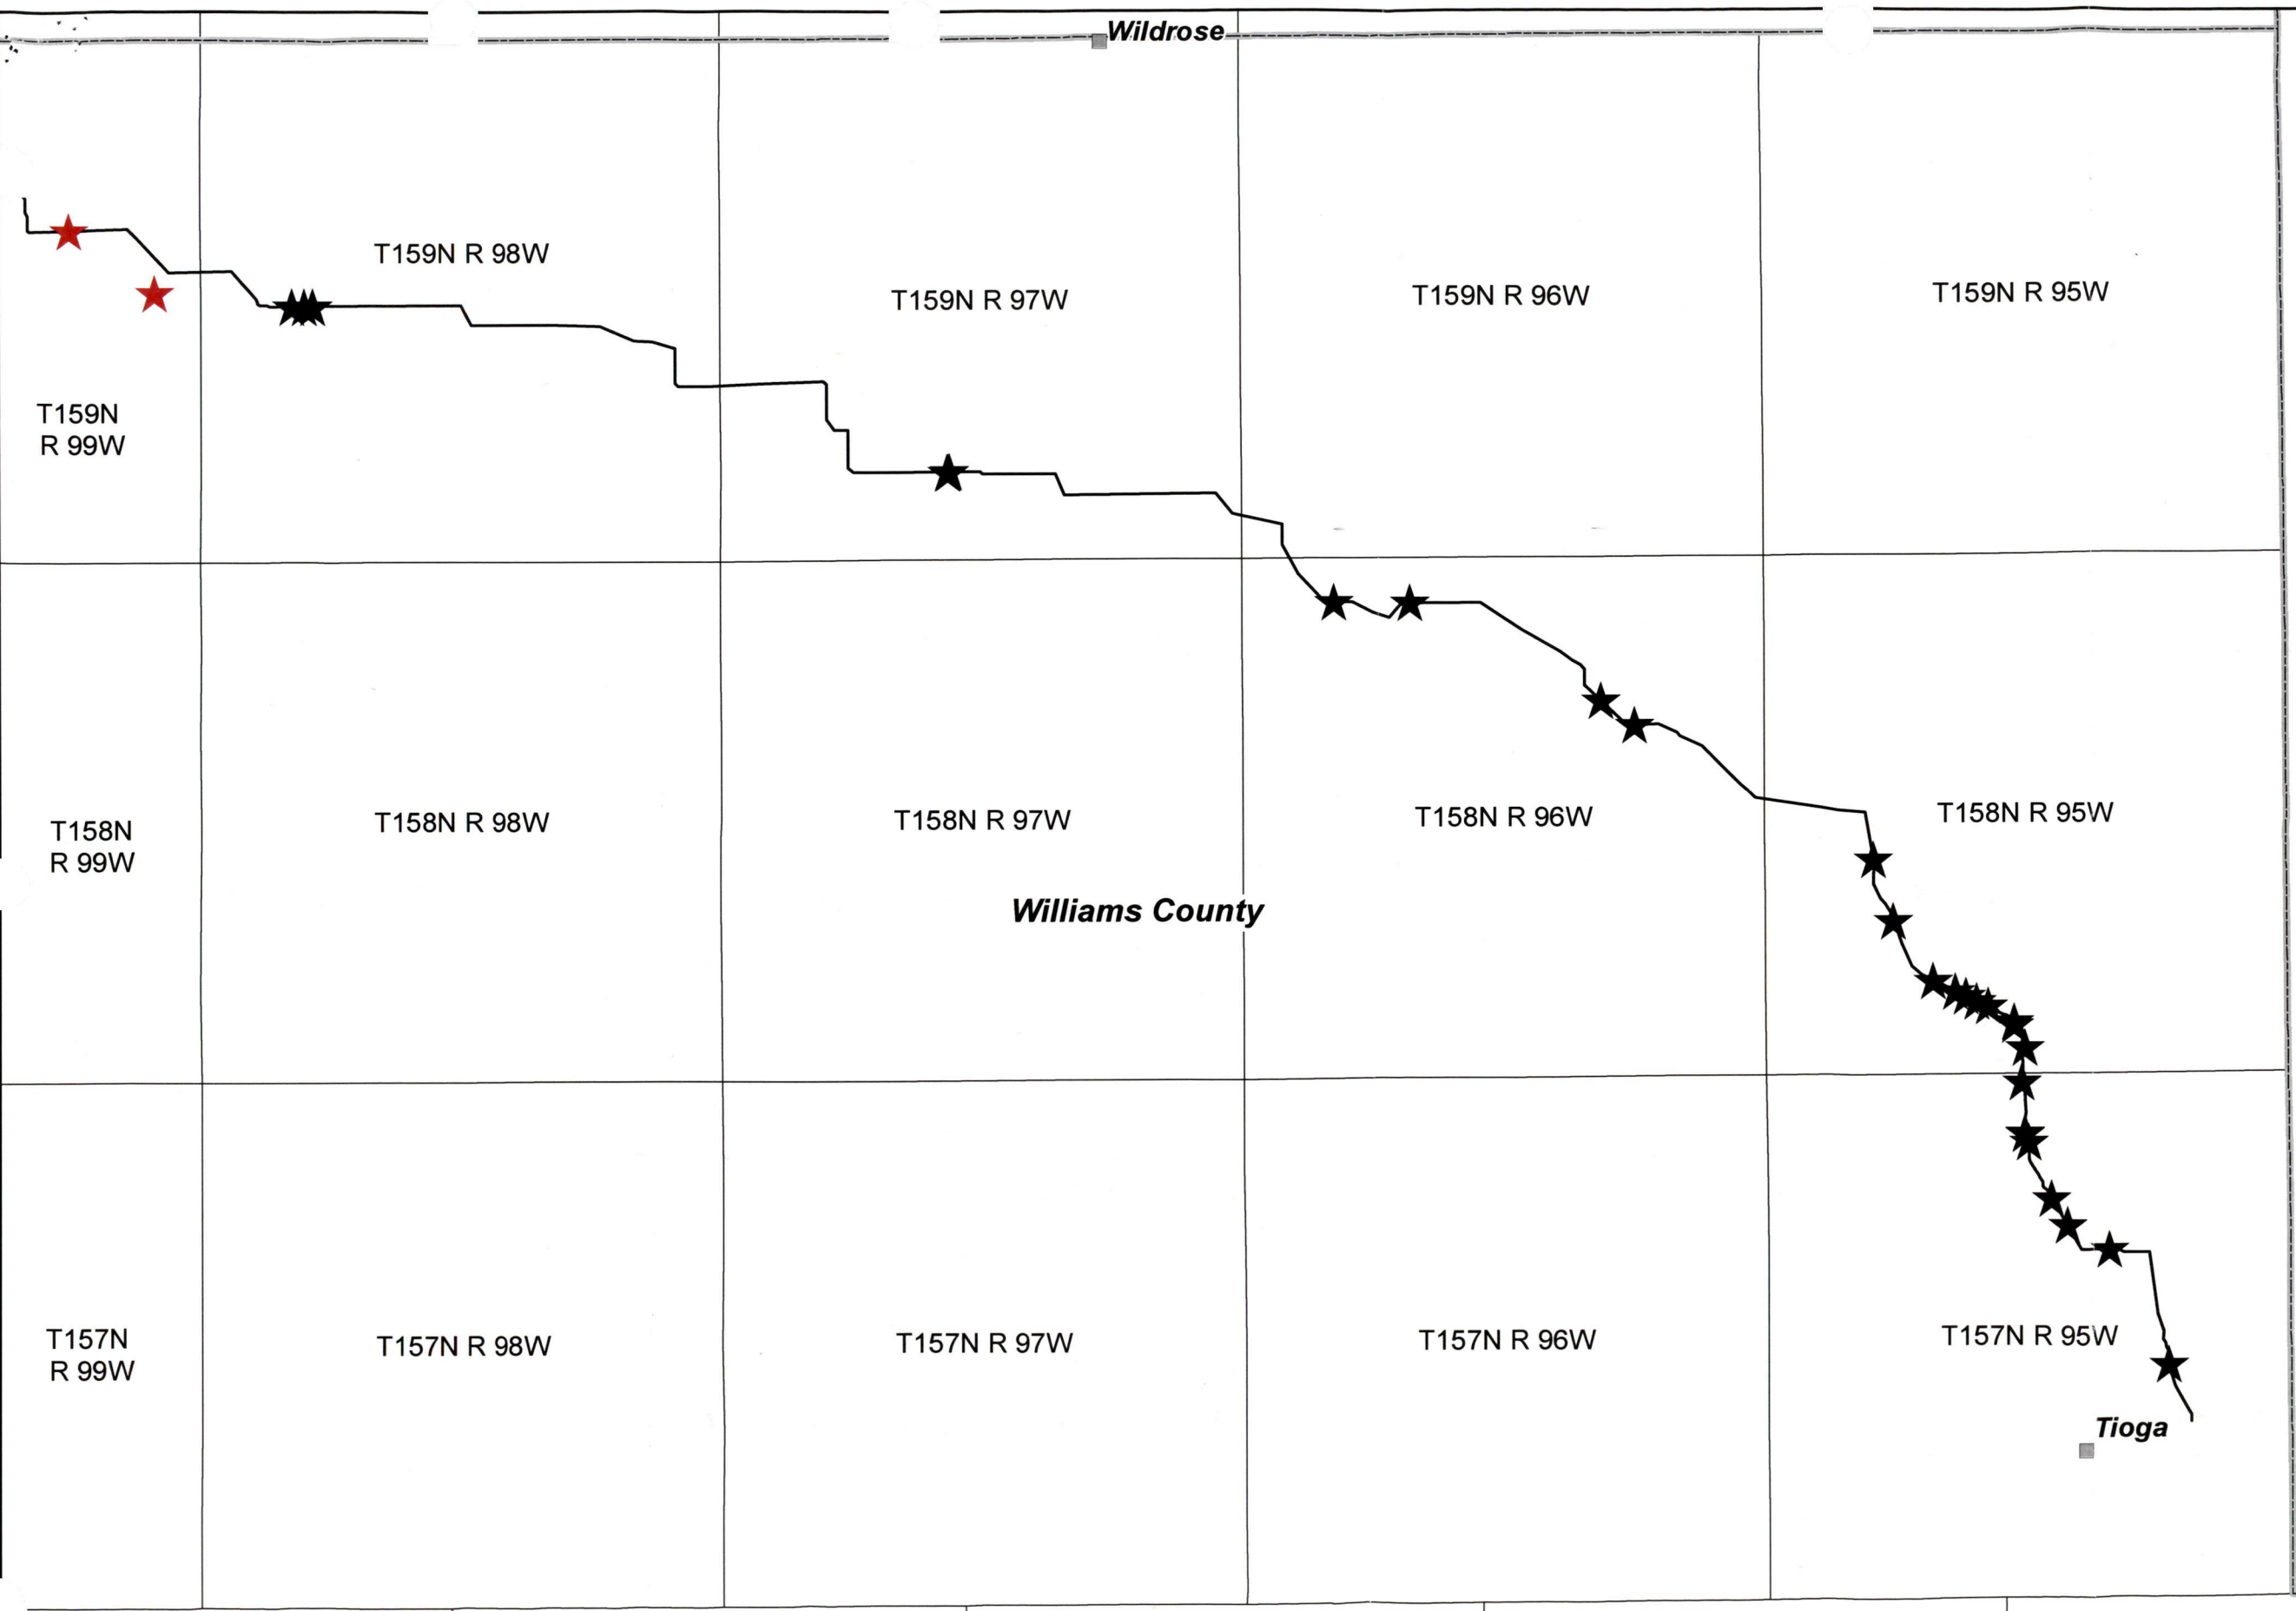 Wildrose
T159N R 98W
T159N R 97W
T159N R 96W
T159N R 95W
T159N
R 99W
T158N
R 99W
T158N R 98W
T158N R 97W
T158N R 96W
T158N R 95W
Williams County
T157N
R 99W
T157N R 98W
T157N R 97W
T157N R 96W
T157N R 95W
Tioga